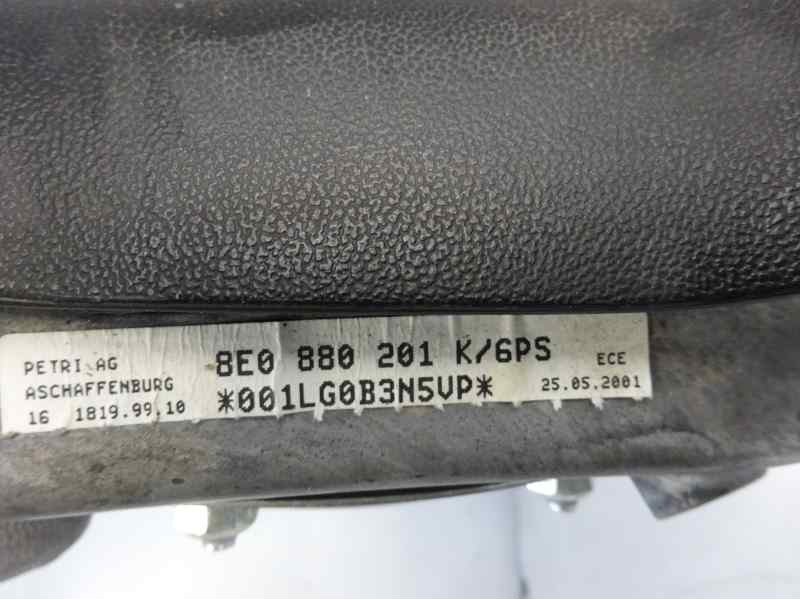 PETRI AG
ASCHAFFENBURG
16 1819.99.10
8E0 880 201 K/6PS
*001LG0B3N5VP*
ECE
25.05.2001